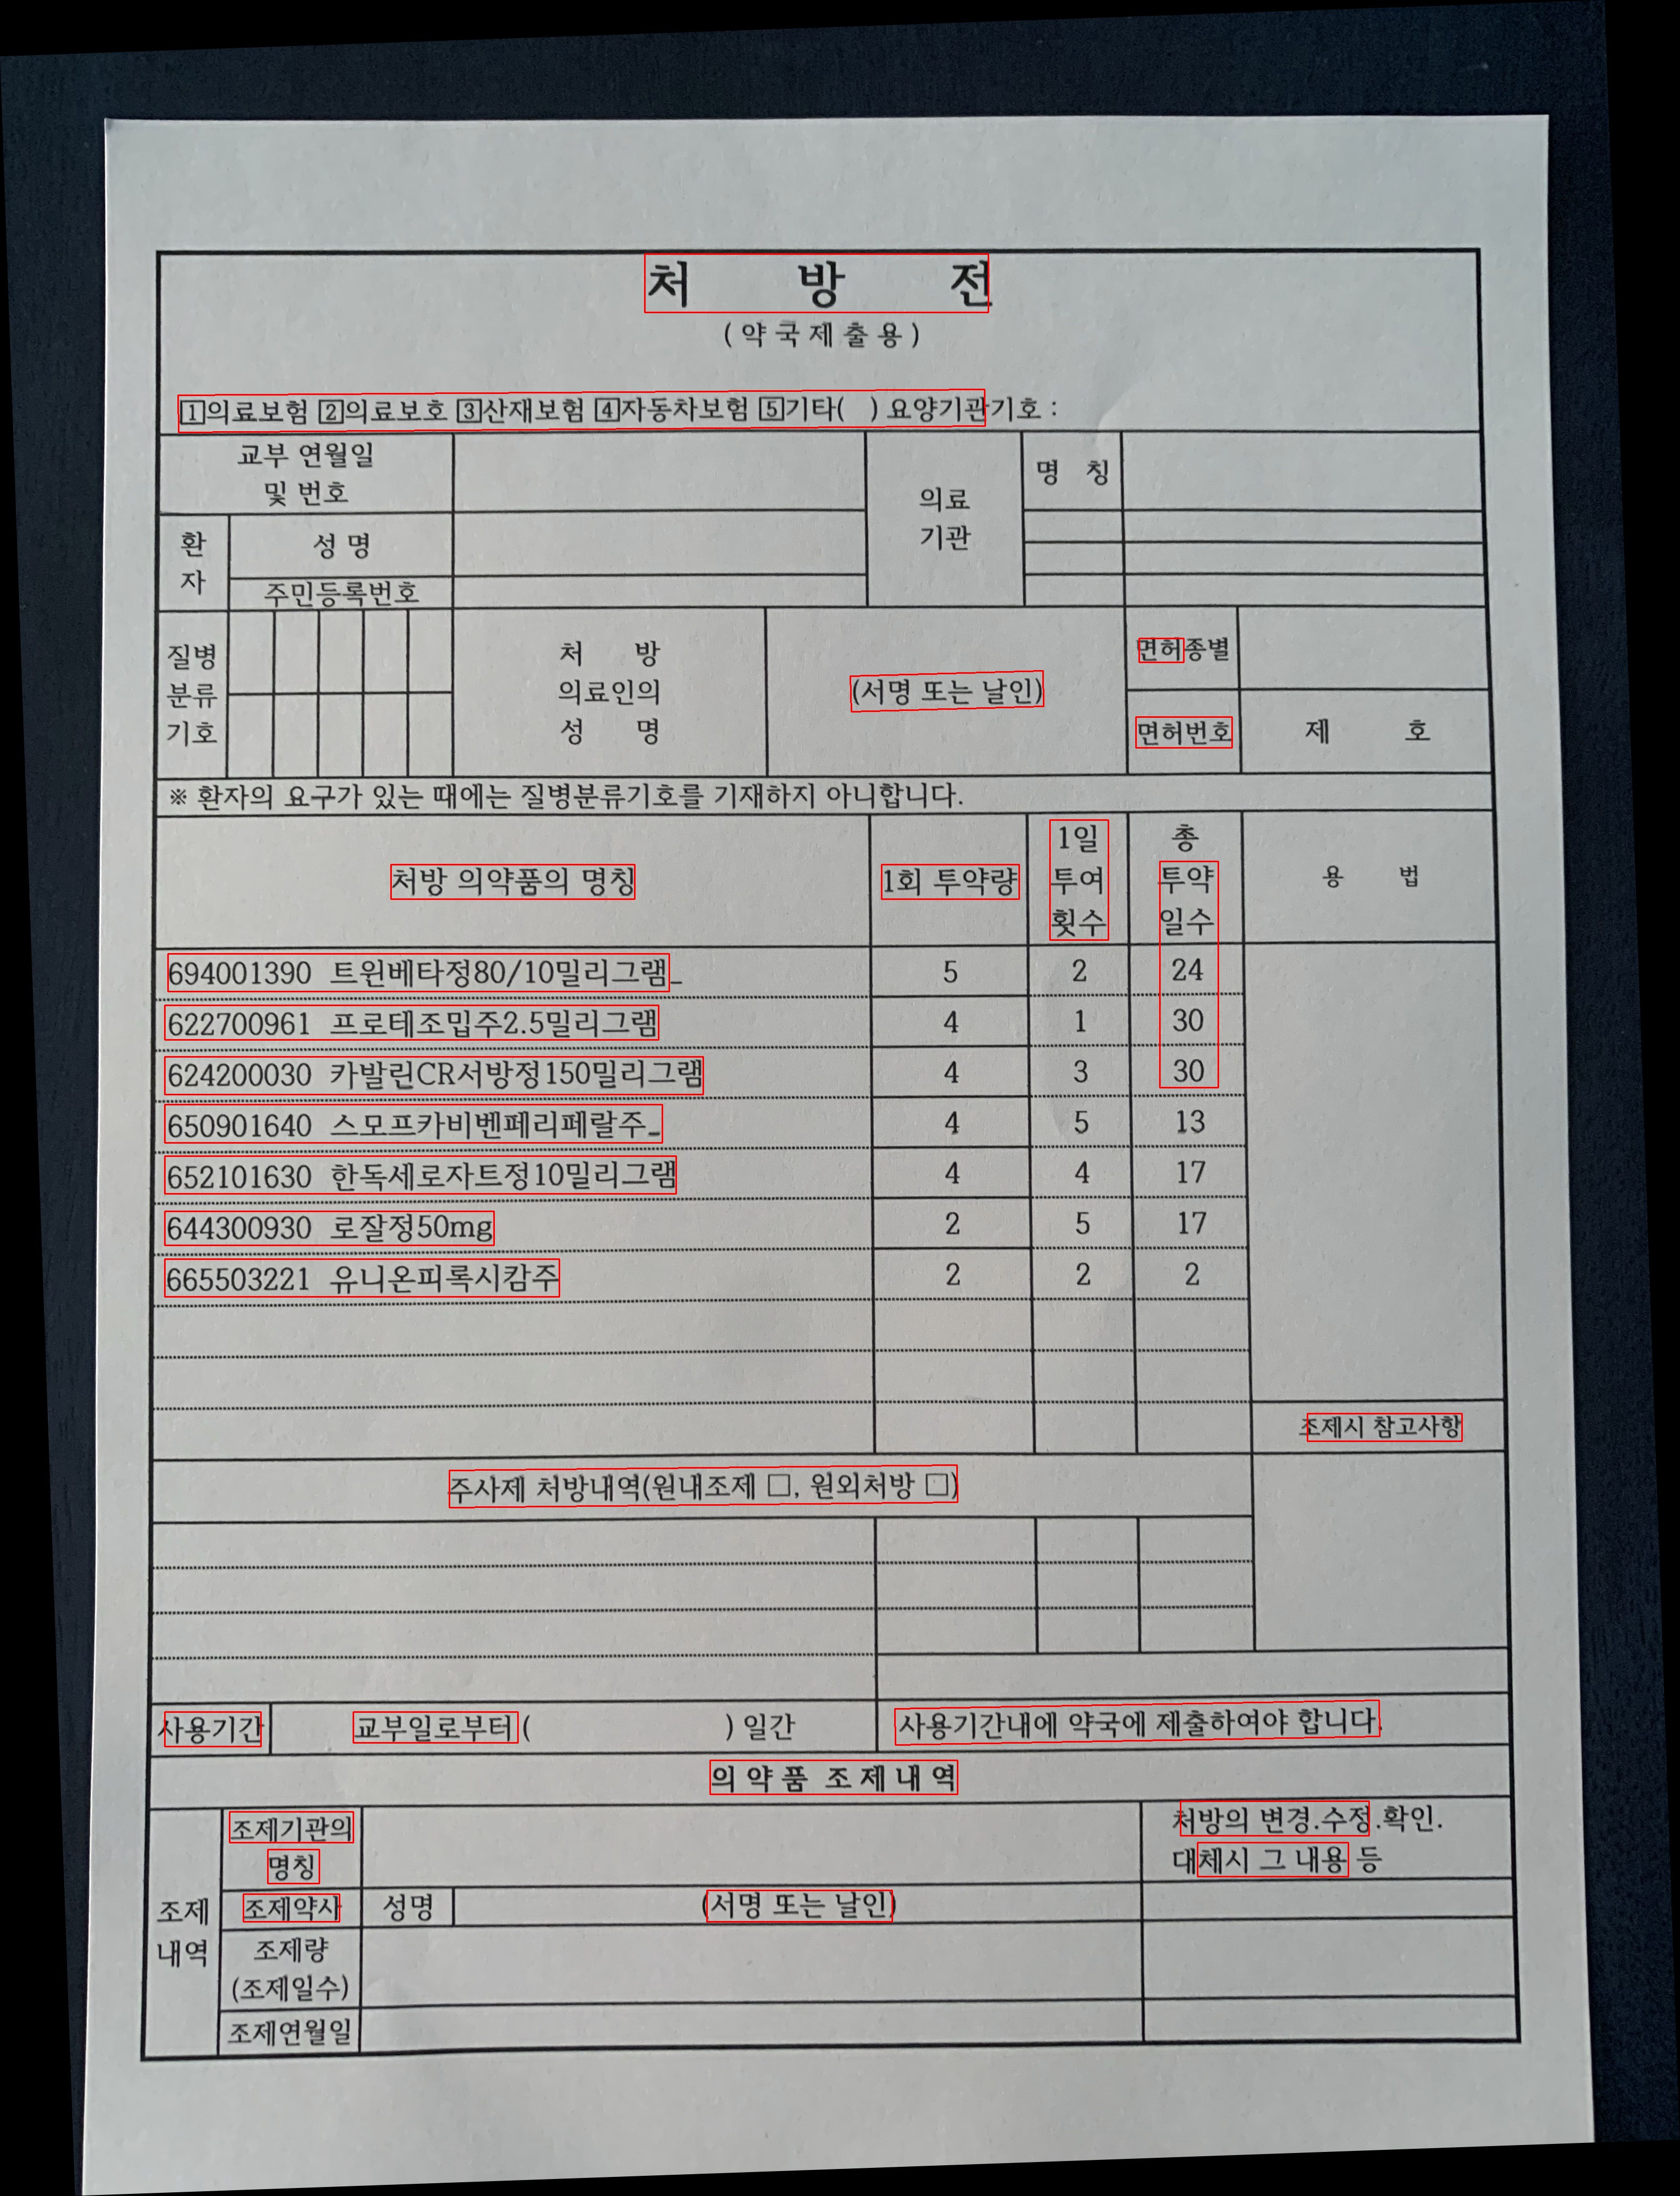 처 방 전
( 약 국 제 출 용 )
1의료보험 2의료보호 3산재보험 4자동차보험 5기타( ) 요양기관기호 :
교부 연월일
및 번호
의료
기관
명 칭
환
자
성 명
주민등록번호
질병
분류
기호
처 방
의료인의
성 명
(서명 또는 날인)
면허종별
면허번호
제 호
※ 환자의 요구가 있는 때에는 질병분류기호를 기재하지 아니합니다.
처방 의약품의 명칭
1회 투약량
1일
투여
횟수
총
투약
일수
용 법
694001390 트윈베타정80/10밀리그램_ 5 2 24
622700961 프로테조밉주2.5밀리그램 4 1 30
624200030 카발린CR서방정150밀리그램 4 3 30
650901640 스모프카비벤페리페랄주_ 4 5 13
652101630 한독세로자트정10밀리그램 4 4 17
644300930 로잘정50mg 2 5 17
665503221 유니온피록시캄주 2 2 2
조제시 참고사항
주사제 처방내역(원내조제 □, 원외처방 □)
사용기간 교부일로부터 ( ) 일간 사용기간내에 약국에 제출하여야 합니다.
의 약 품 조 제 내 역
조제
내역
조제기관의
명칭
처방의 변경.수정.확인.
대체시 그 내용 등
조제약사 성명 (서명 또는 날인)
조제량
(조제일수)
조제연월일